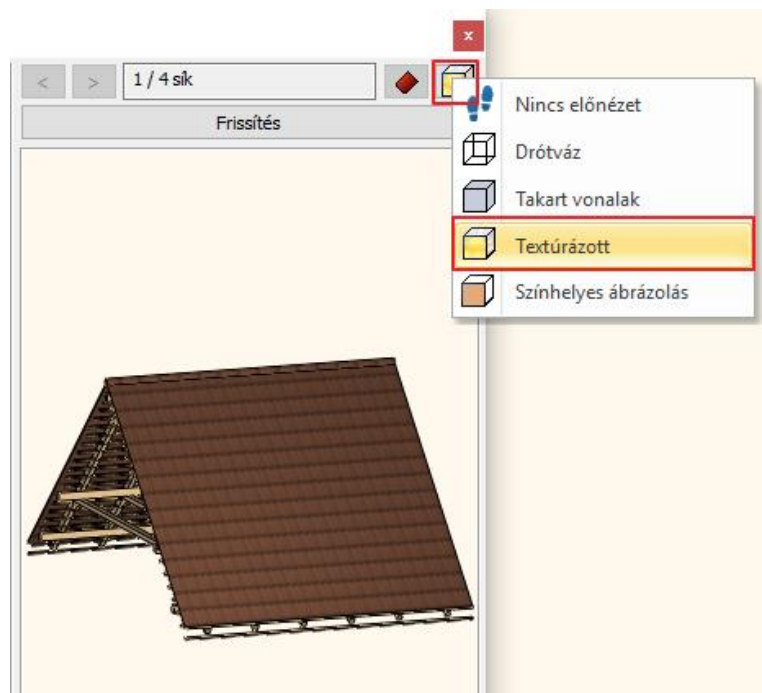 x
< > 1 / 4 sík
Frissítés
Nincs előnézet
Drótváz
Takart vonalak
Textúrázott
Színhelyes ábrázolás